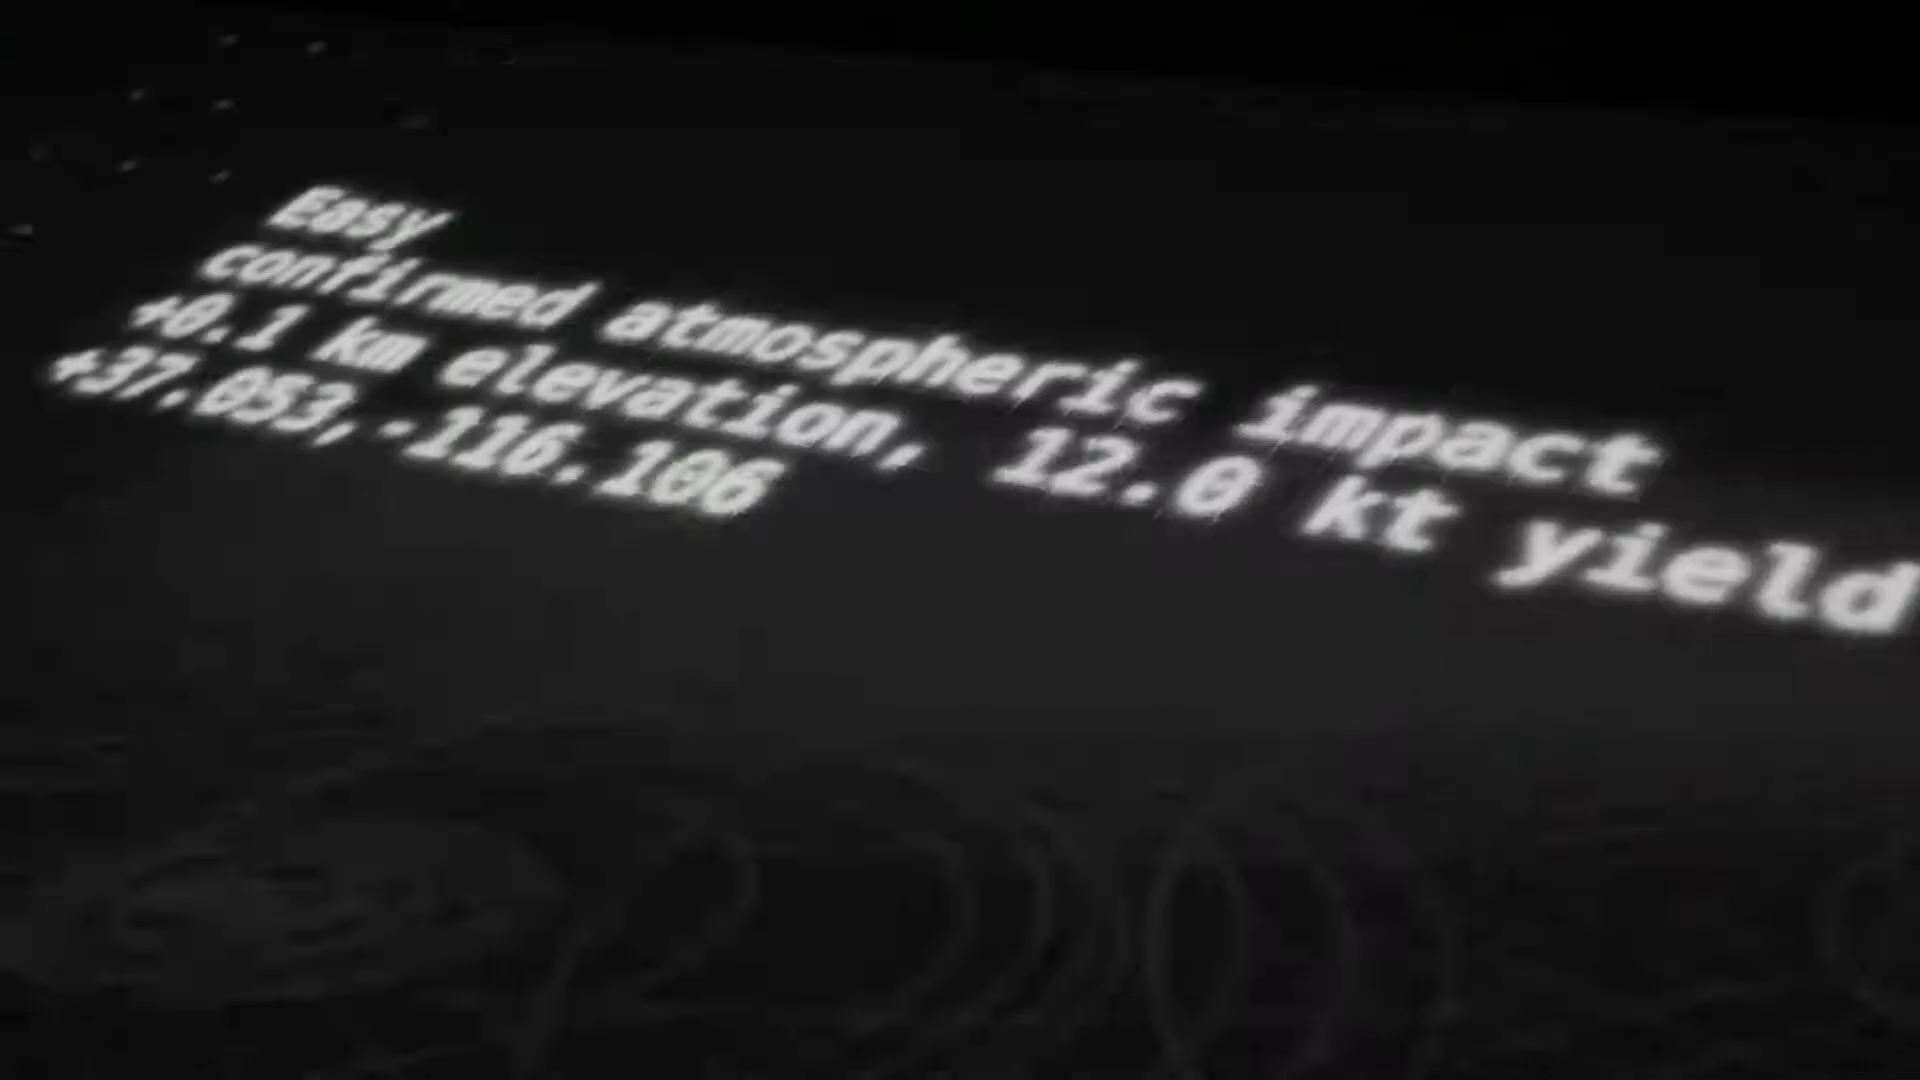 Easy
confirmed atmospheric impact
+0.1 km elevation, 12.0 kt yield
+37.053,-116.106